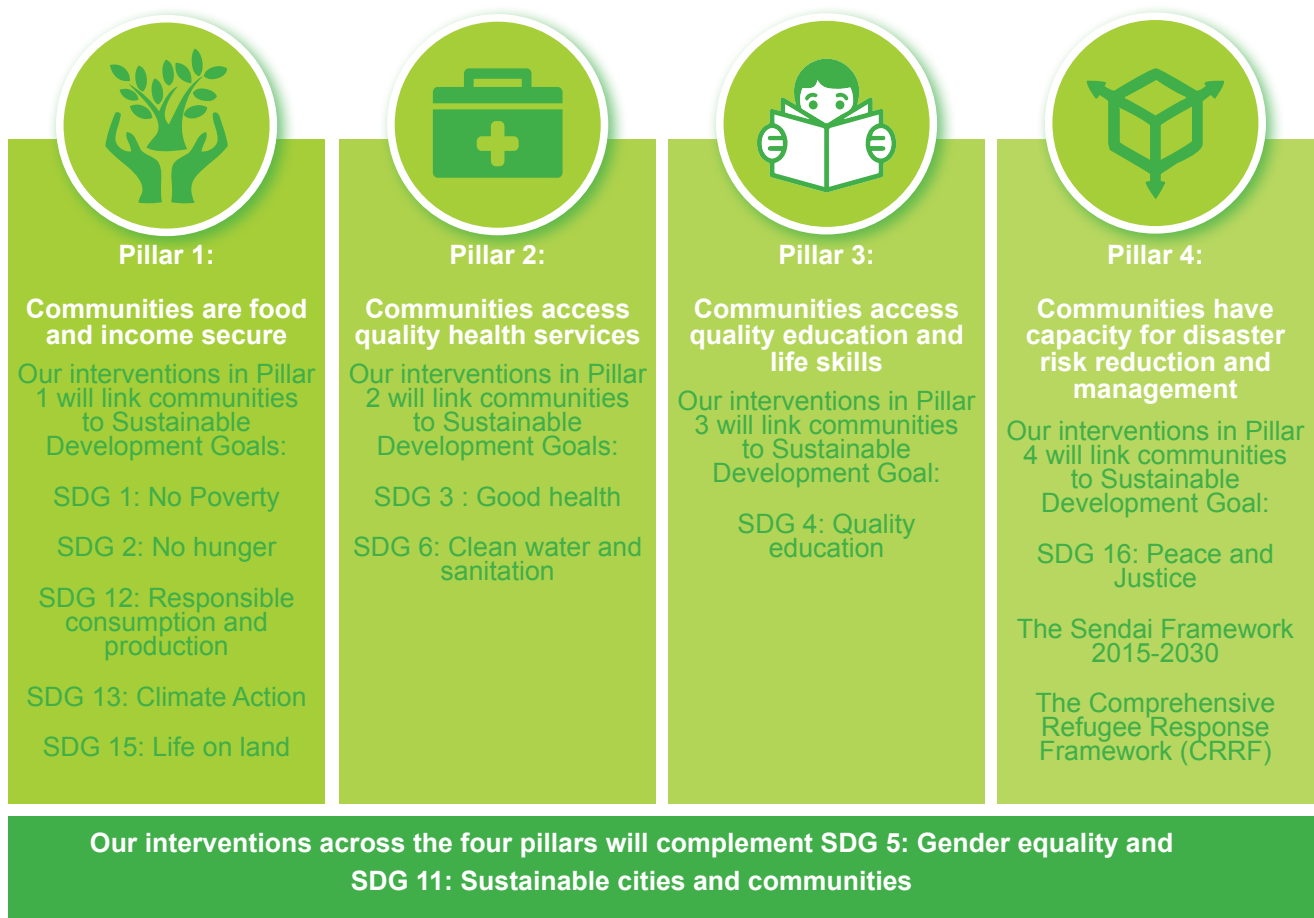 Pillar 1:
Communities are food
and income secure
Our interventions in Pillar
1 will link communities
to Sustainable
Development Goals:
SDG 1: No Poverty
SDG 2: No hunger
SDG 12: Responsible
consumption and
production
SDG 13: Climate Action
SDG 15: Life on land
Pillar 2:
Communities access
quality health services
Our interventions in Pillar
2 will link communities
to Sustainable
Development Goals:
SDG 3 : Good health
SDG 6: Clean water and
sanitation
Pillar 3:
Communities access
quality education and
life skills
Our interventions in Pillar
3 will link communities
to Sustainable
Development Goal:
SDG 4: Quality
education
Pillar 4:
Communities have
capacity for disaster
risk reduction and
management
Our interventions in Pillar
4 will link communities
to Sustainable
Development Goal:
SDG 16: Peace and
Justice
The Sendai Framework
2015-2030
The Comprehensive
Refugee Response
Framework (CRRF)
Our interventions across the four pillars will complement SDG 5: Gender equality and
SDG 11: Sustainable cities and communities